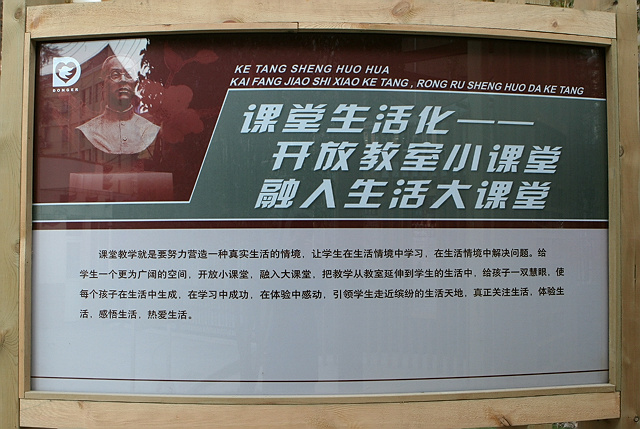 DONGER
KE TANG SHENG HUO HUA
KAI FANG JIAO SHI XIAO KE TANG , RONG RU SHENG HUO DA KE TANG
课堂生活化——
开放教室小课堂
融入生活大课堂
课堂教学就是要努力营造一种真实生活的情境，让学生在生活情境中学习，在生活情境中解决问题。给
学生一个更为广阔的空间，开放小课堂，融入大课堂，把教学从教室延伸到学生的生活中，给孩子一双慧眼，使
每个孩子在生活中生成，在学习中成功，在体验中感动，引领学生走近缤纷的生活天地，真正关注生活，体验生
活，感悟生活，热爱生活。